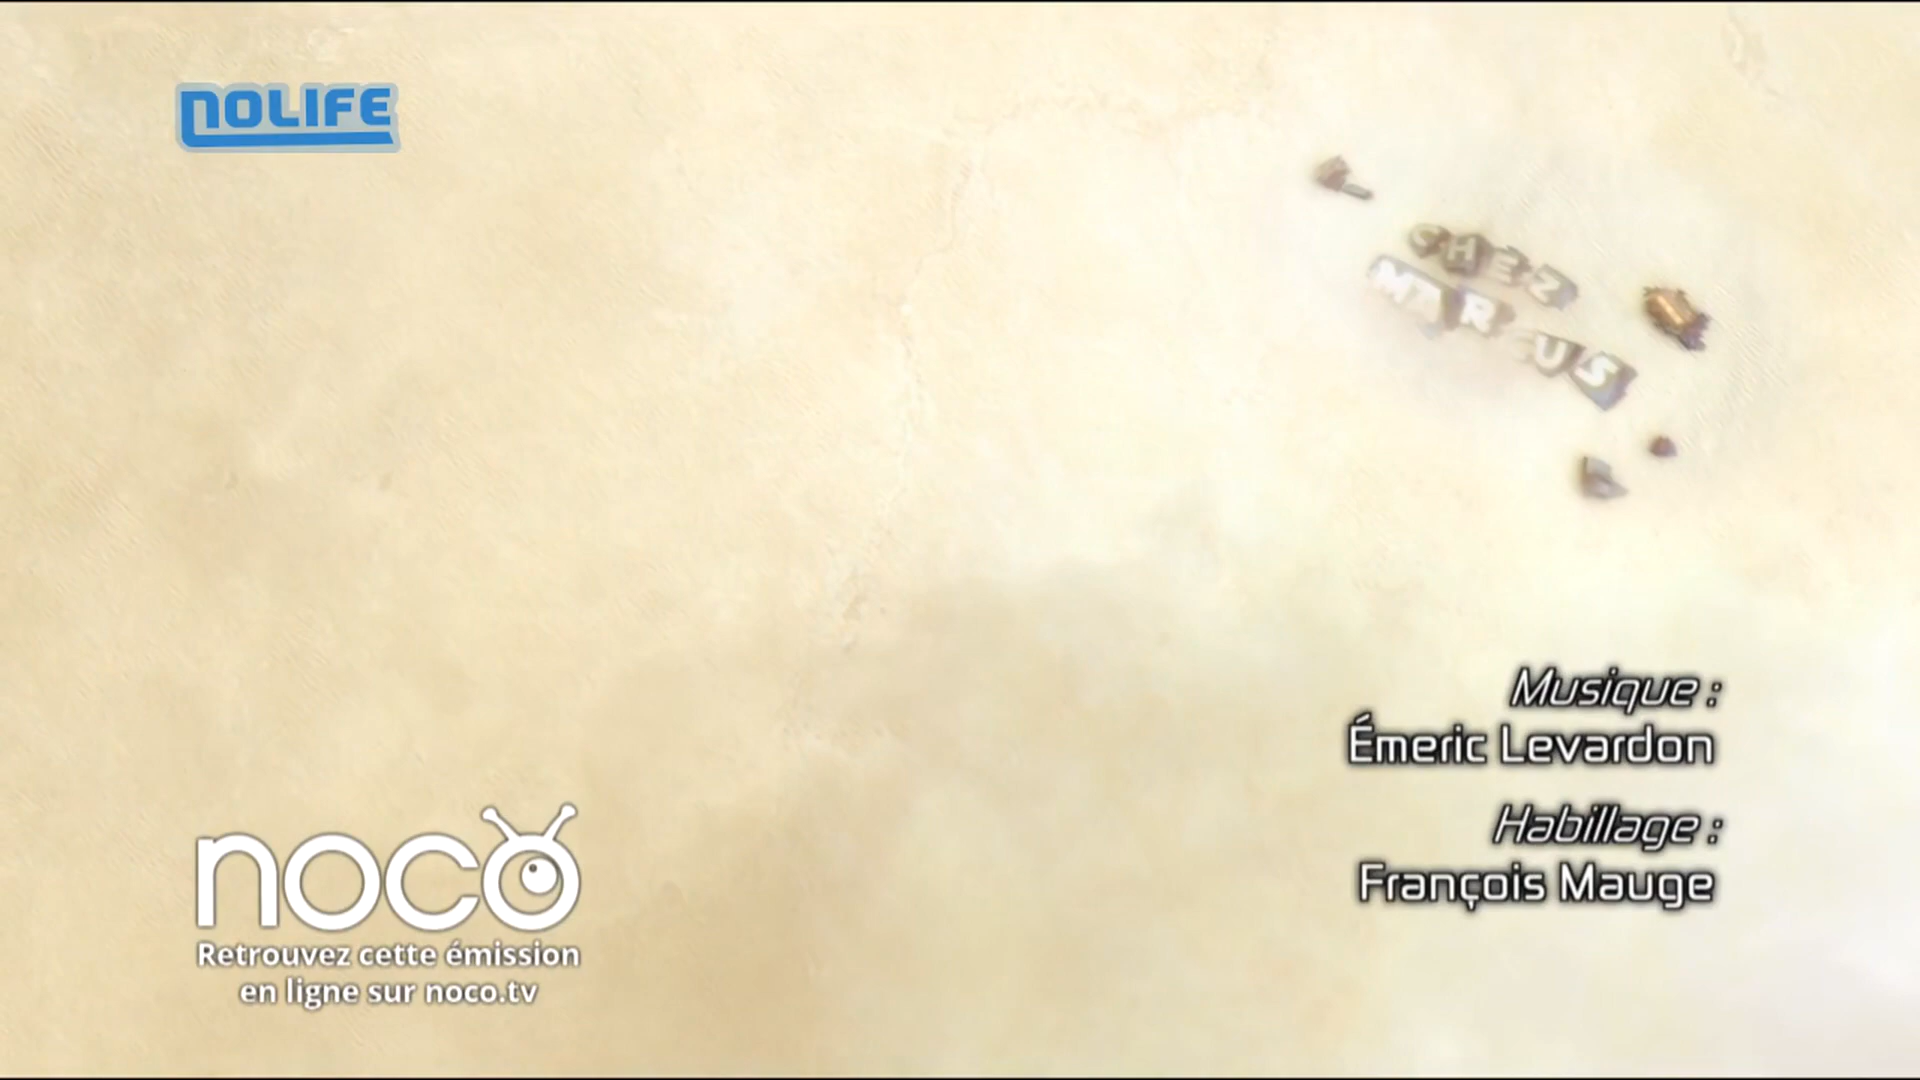 NOLIFE
CHEZ
MARCUS
Musique :
Émeric Levardon
Habillage :
François Mauge
noco
Retrouvez cette émission
en ligne sur noco.tv